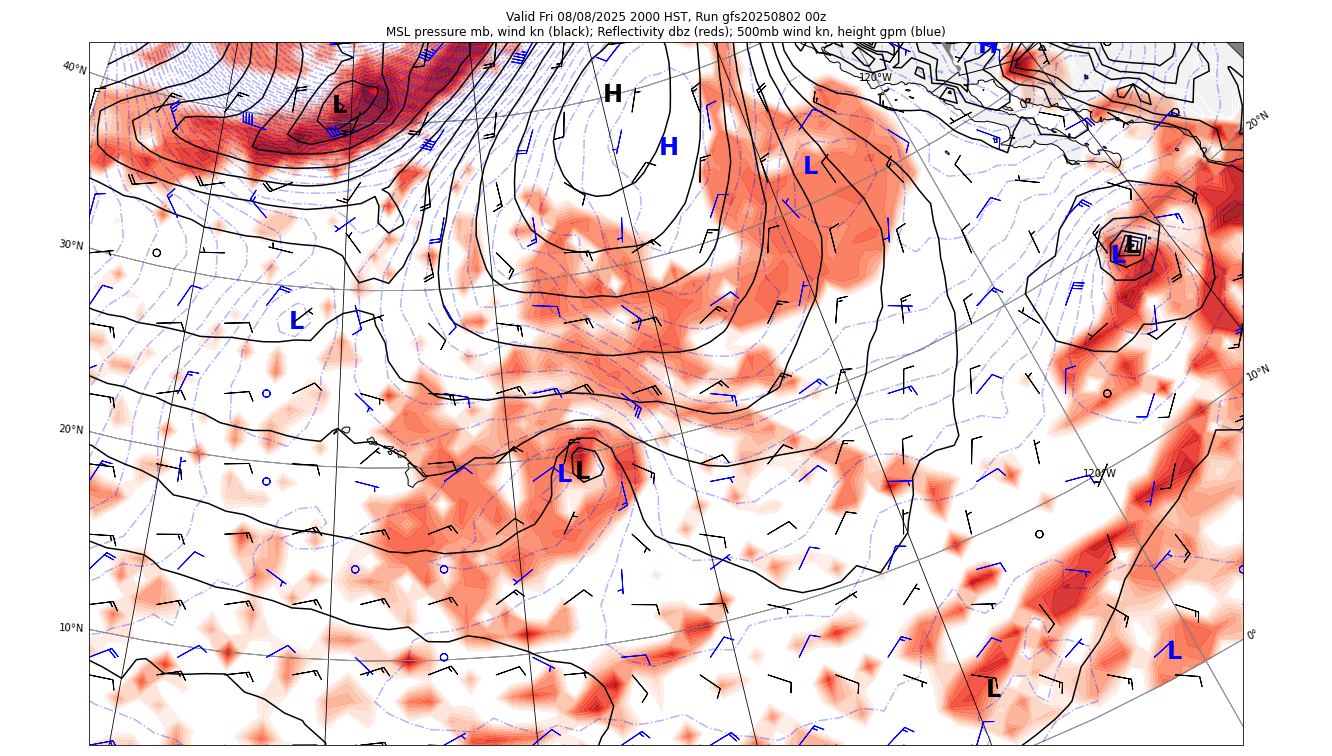 Valid Fri 08/08/2025 2000 HST, Run gfs20250802 00z
MSL pressure mb, wind kn (black); Reflectivity dbz (reds); 500mb wind kn, height gpm (blue)
H
40°N
120°W
H
L
20°N
H
L
30°N
L
L
L
10°N
20°N
L
L
120°W
10°N
0°
L
L